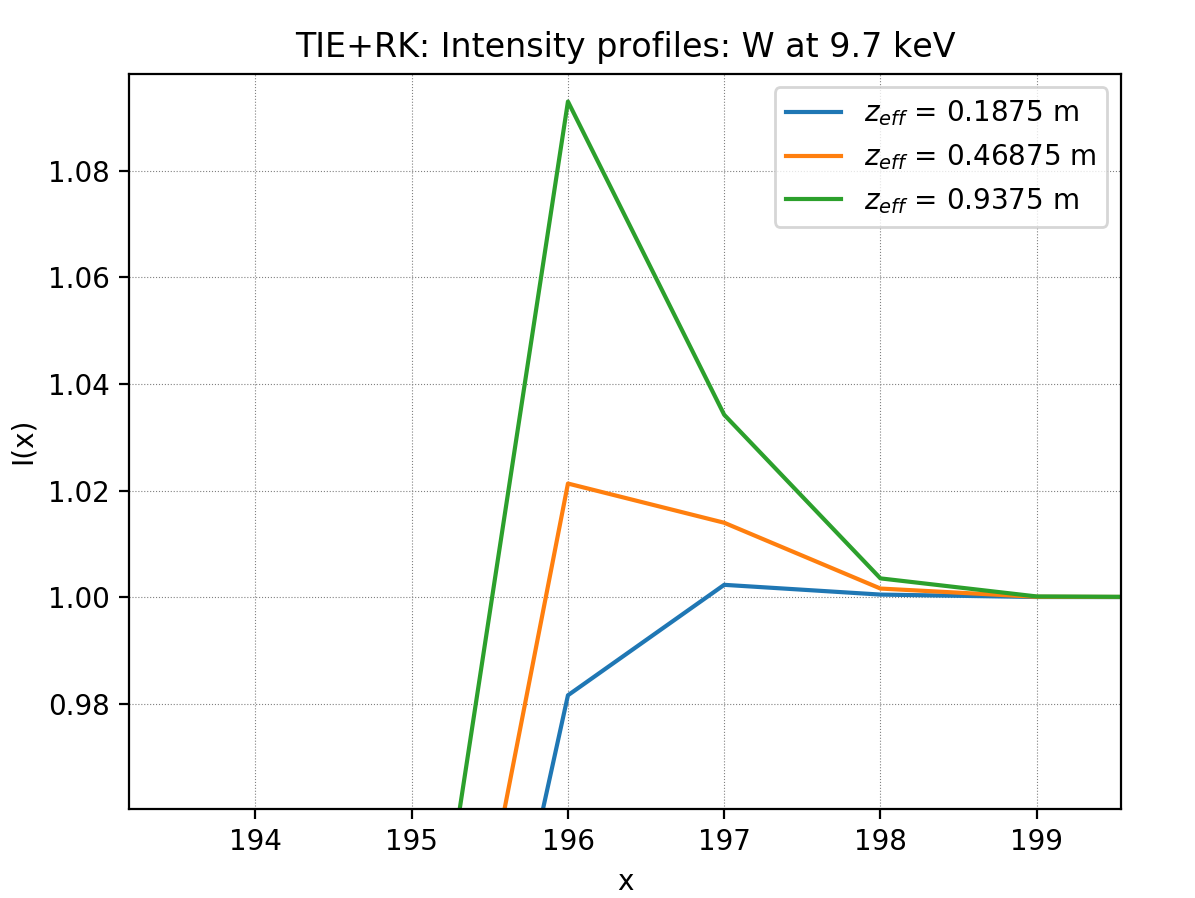 TIE+RK: Intensity profiles: W at 9.7 keV
z_eff = 0.1875 m
z_eff = 0.46875 m
z_eff = 0.9375 m
I(x)
1.08
1.06
1.04
1.02
1.00
0.98
194 195 196 197 198 199
x